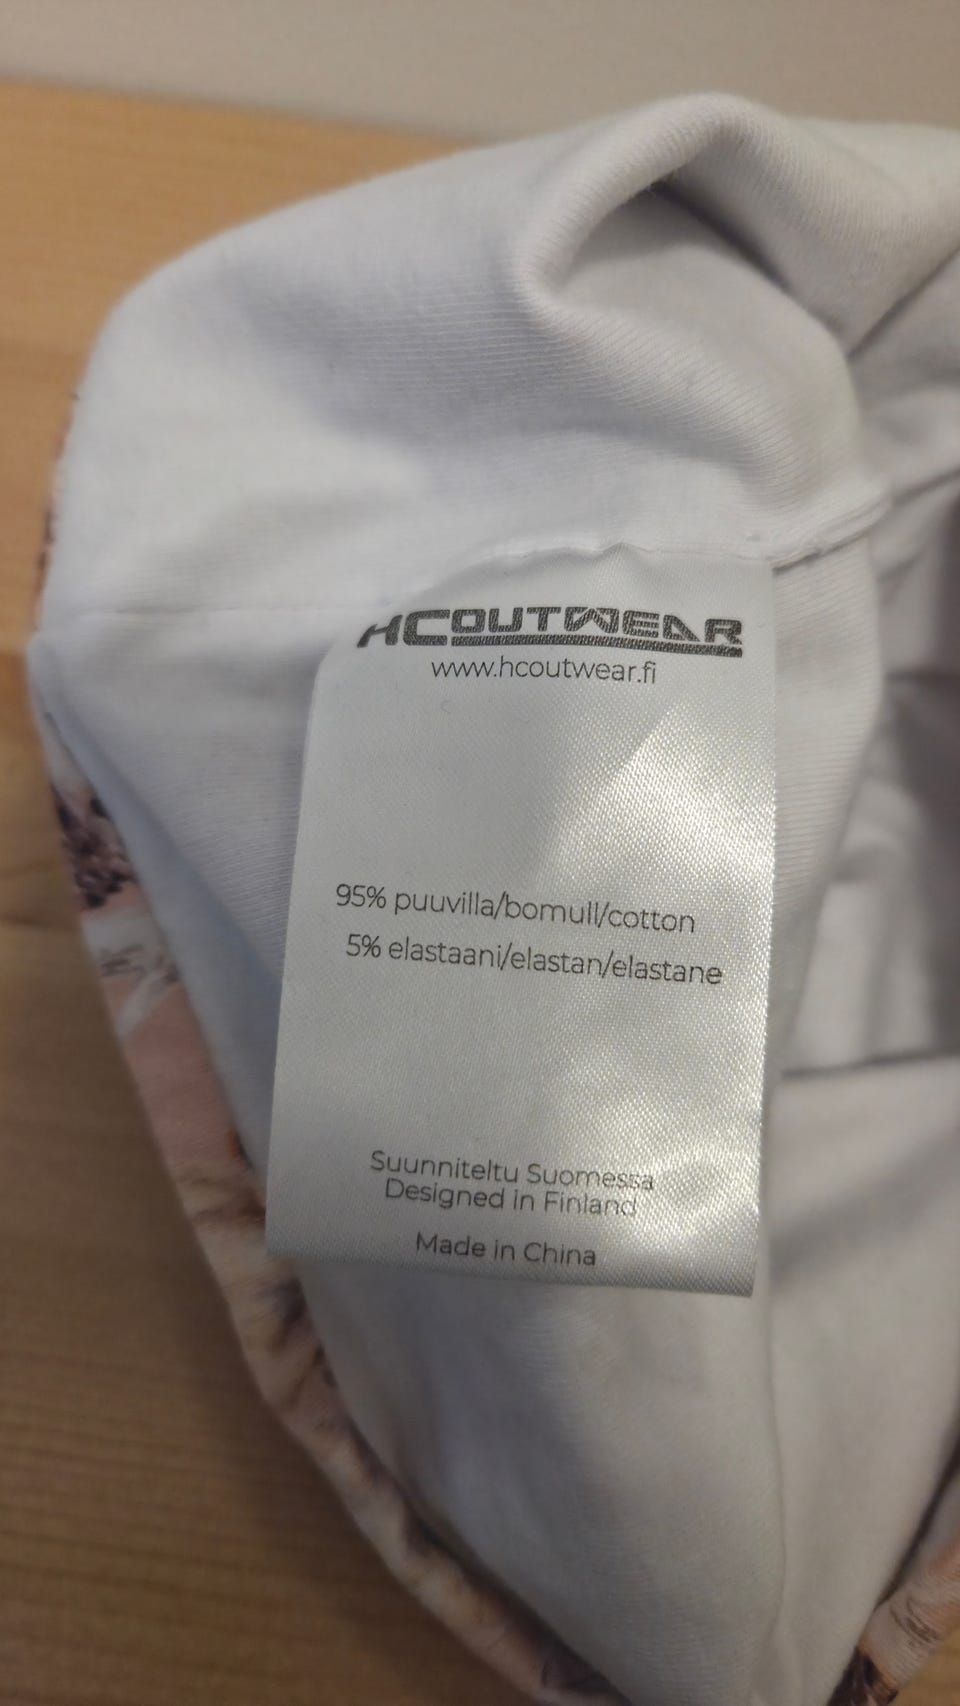 HCOUTWEAR
www.hcoutwear.fi
95% puuvilla/bomull/cotton
5% elastaani/elastan/elastane
Suunniteltu Suomessa
Designed in Finland
Made in China